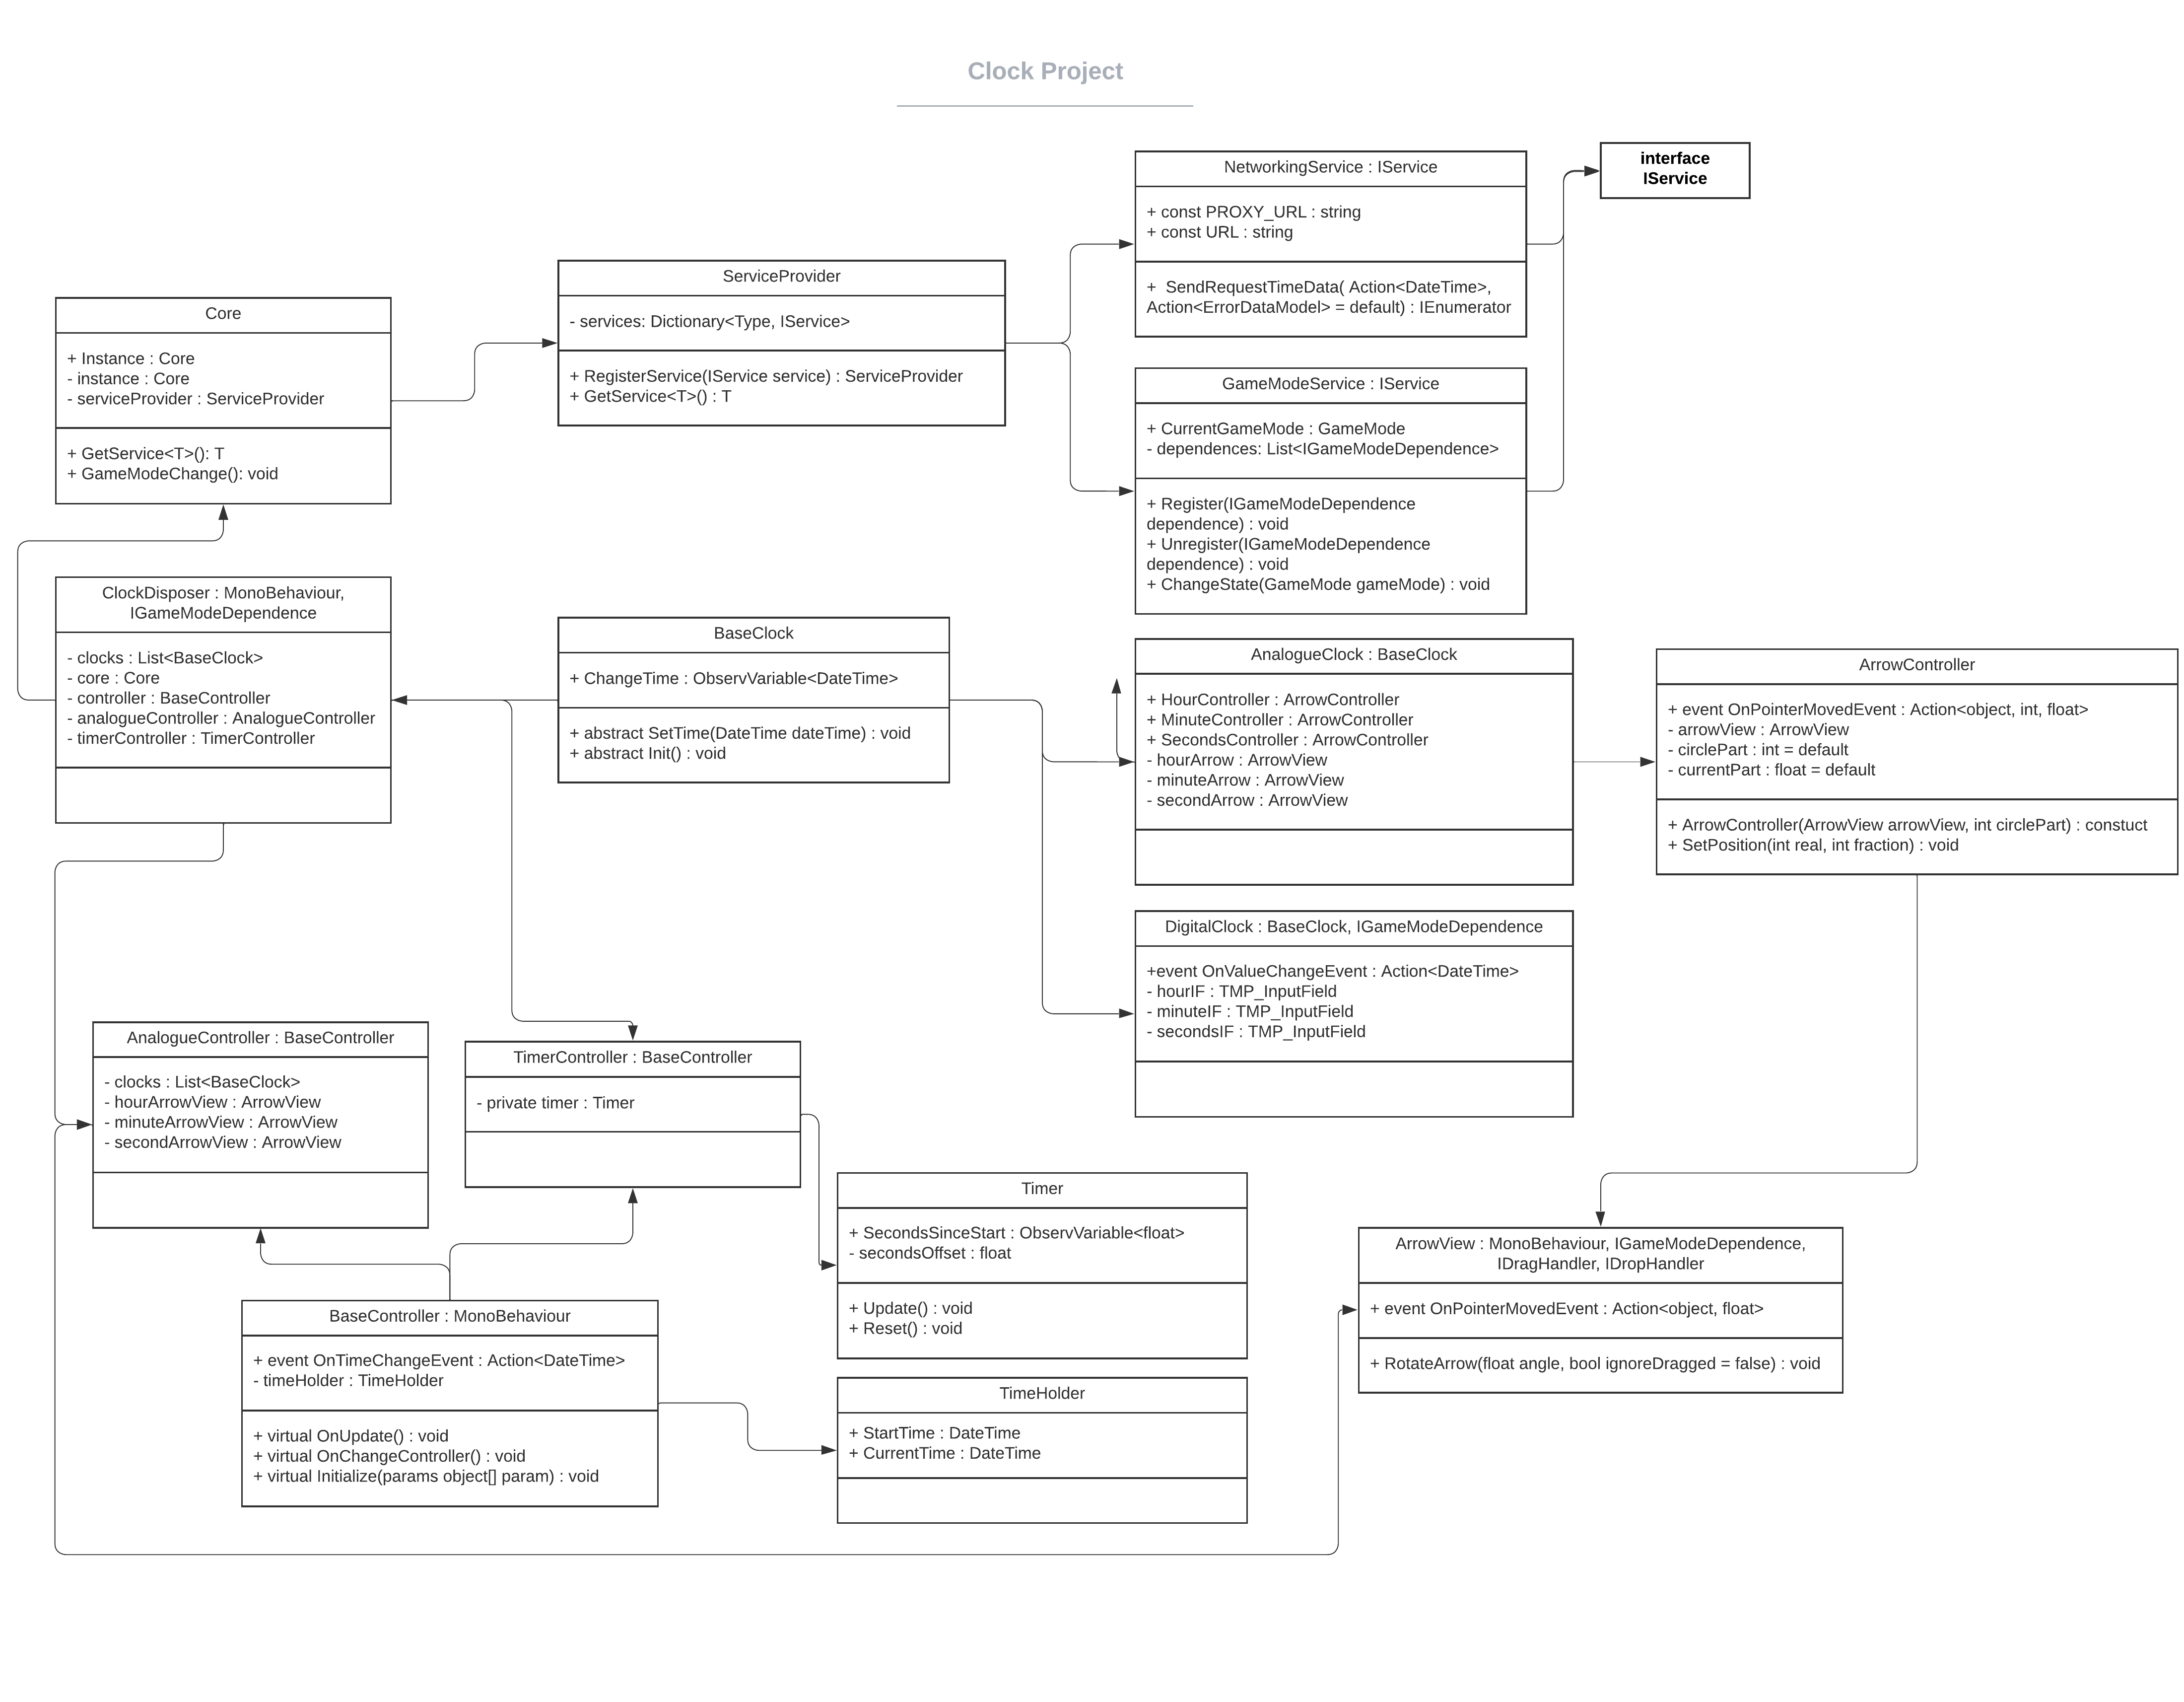 Clock Project
NetworkingService : IService
+ const PROXY_URL : string
+ const URL : string
+  SendRequestTimeData( Action<DateTime>,
Action<ErrorDataModel> = default) : IEnumerator
interface
IService
ServiceProvider
- services: Dictionary<Type, IService>
+ RegisterService(IService service) : ServiceProvider
+ GetService<T>() : T
Core
+ Instance : Core
- instance : Core
- serviceProvider : ServiceProvider
+ GetService<T>(): T
+ GameModeChange(): void
GameModeService : IService
+ CurrentGameMode : GameMode
- dependences: List<IGameModeDependence>
+ Register(IGameModeDependence
dependence) : void
+ Unregister(IGameModeDependence
dependence) : void
+ ChangeState(GameMode gameMode) : void
ClockDisposer : MonoBehaviour,
IGameModeDependence
- clocks : List<BaseClock>
- core : Core
- controller : BaseController
- analogueController : AnalogueController
- timerController : TimerController
BaseClock
+ ChangeTime : ObservVariable<DateTime>
+ abstract SetTime(DateTime dateTime) : void
+ abstract Init() : void
AnalogueClock : BaseClock
+ HourController : ArrowController
+ MinuteController : ArrowController
+ SecondsController : ArrowController
- hourArrow : ArrowView
- minuteArrow : ArrowView
- secondArrow : ArrowView
ArrowController
+ event OnPointerMovedEvent : Action<object, int, float>
- arrowView : ArrowView
- circlePart : int = default
- currentPart : float = default
+ ArrowController(ArrowView arrowView, int circlePart) : constuct
+ SetPosition(int real, int fraction) : void
DigitalClock : BaseClock, IGameModeDependence
+event OnValueChangeEvent : Action<DateTime>
- hourIF : TMP_InputField
- minuteIF : TMP_InputField
- secondsIF : TMP_InputField
AnalogueController : BaseController
- clocks : List<BaseClock>
- hourArrowView : ArrowView
- minuteArrowView : ArrowView
- secondArrowView : ArrowView
TimerController : BaseController
- private timer : Timer
Timer
+ SecondsSinceStart : ObservVariable<float>
- secondsOffset : float
+ Update() : void
+ Reset() : void
ArrowView : MonoBehaviour, IGameModeDependence,
IDragHandler, IDropHandler
+ event OnPointerMovedEvent : Action<object, float>
+ RotateArrow(float angle, bool ignoreDragged = false) : void
BaseController : MonoBehaviour
+ event OnTimeChangeEvent : Action<DateTime>
- timeHolder : TimeHolder
+ virtual OnUpdate() : void
+ virtual OnChangeController() : void
+ virtual Initialize(params object[] param) : void
TimeHolder
+ StartTime : DateTime
+ CurrentTime : DateTime